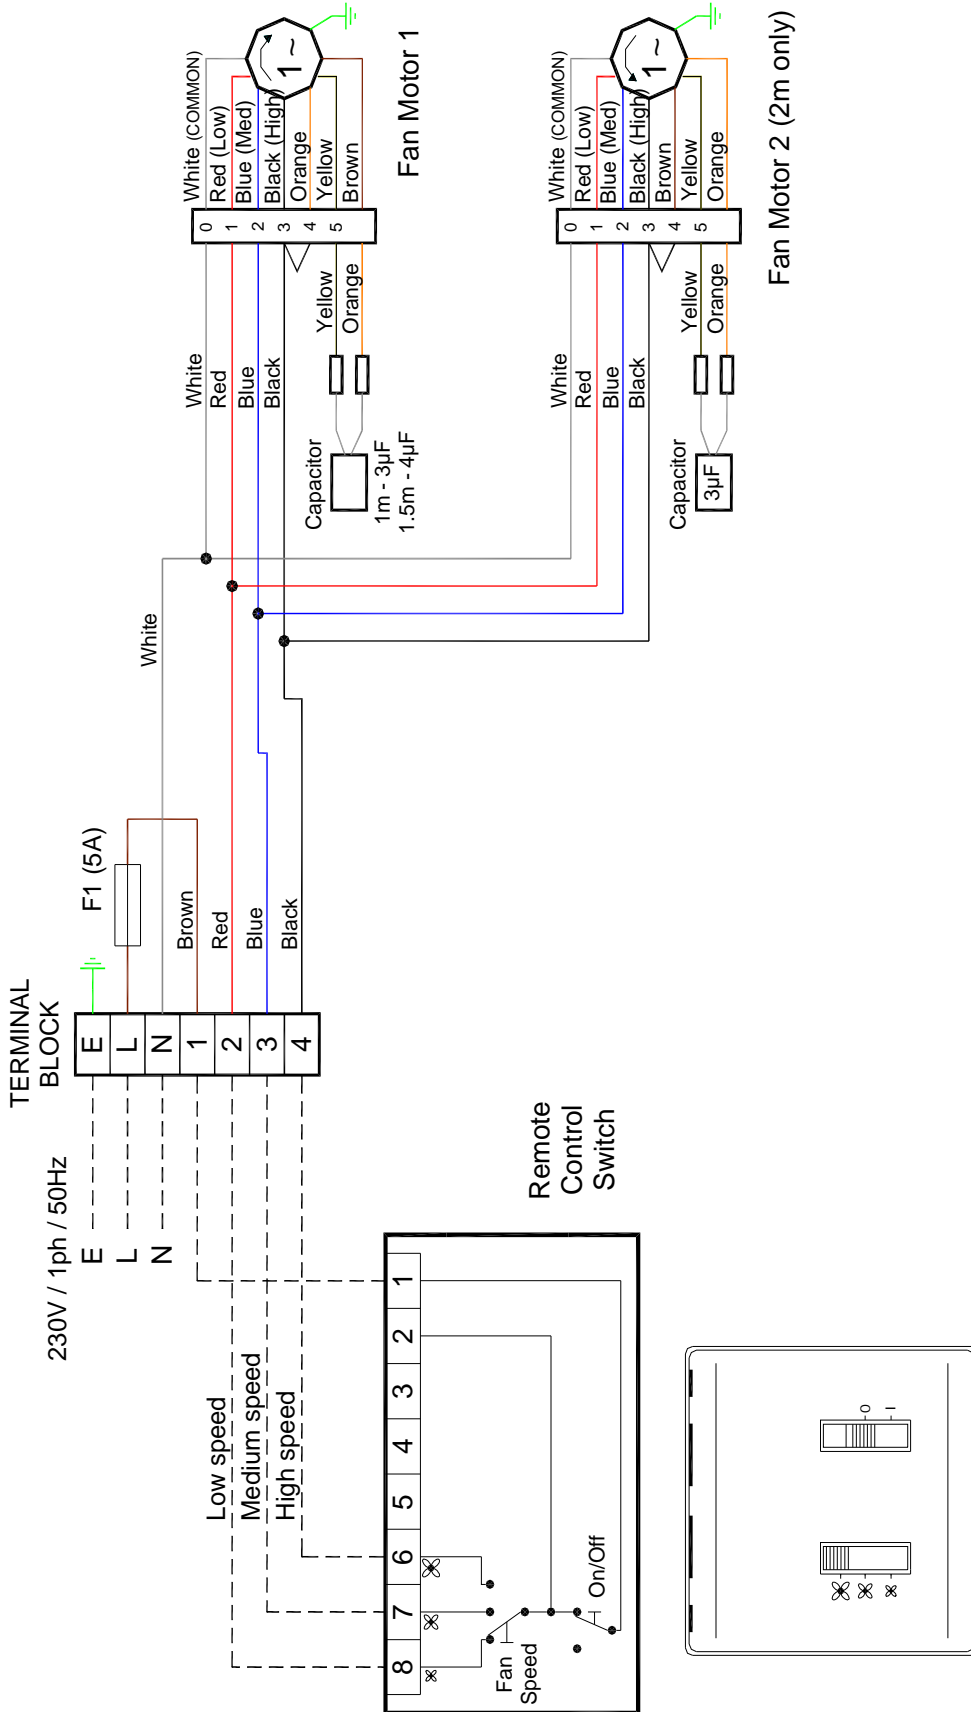 White (COMMON)
Red (Low)
Blue (Med)
Black (High)
Orange
Yellow
Brown
1~
Fan Motor 1
0
1
2
3
4
5
White
Red
Blue
Black
Yellow
Orange
Capacitor
1m - 3µF
1.5m - 4µF
White (COMMON)
Red (Low)
Blue (Med)
Black (High)
Brown
Yellow
Orange
1~
Fan Motor 2 (2m only)
0
1
2
3
4
5
White
Red
Blue
Black
Yellow
Orange
Capacitor
3µF
White
F1 (5A)
Brown
Red
Blue
Black
TERMINAL
BLOCK
E
L
N
1
2
3
4
230V / 1ph / 50Hz
E
L
N
Low speed
Medium speed
High speed
Remote
Control
Switch
1
2
3
4
5
6
7
8
Fan
Speed
On/Off
O
I